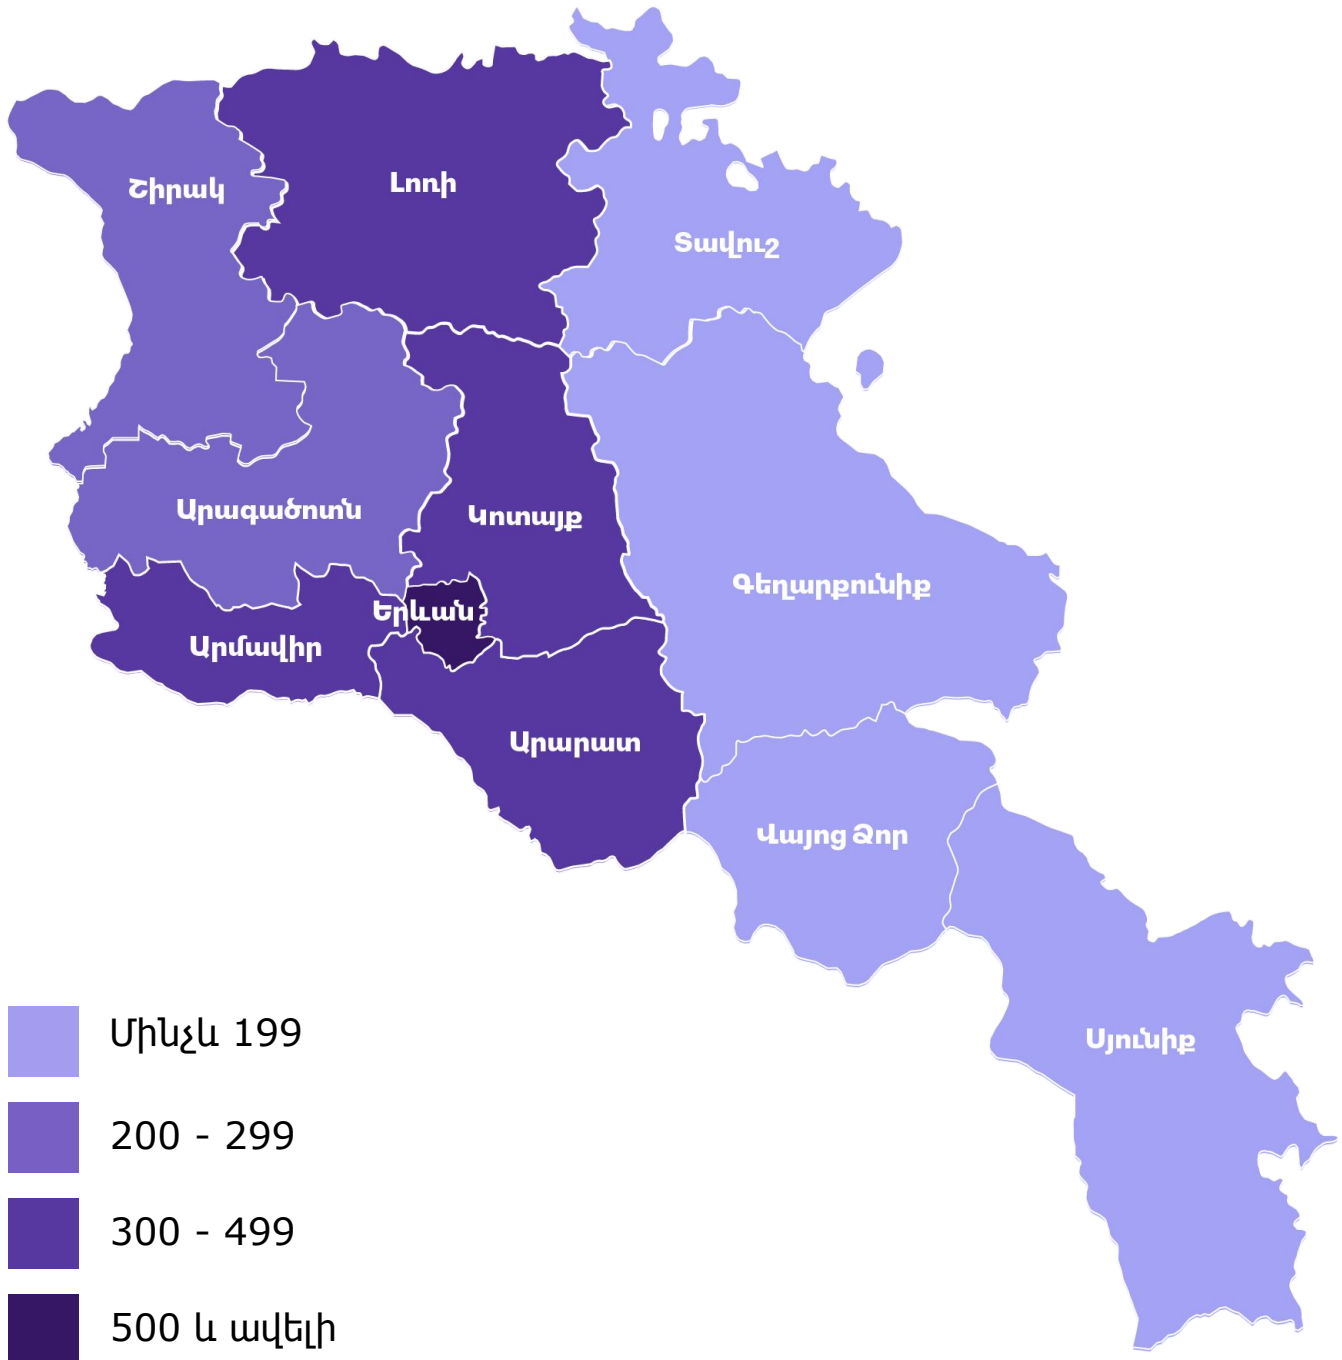 Շիրակ
Լոռի
Տավուշ
Արագածոտն
Կոտայք
Գեղարքունիք
Երևան
Արմավիր
Արարատ
Վայոց Ձոր
Սյունիք
Մինչև 199
200 - 299
300 - 499
500 և ավելի